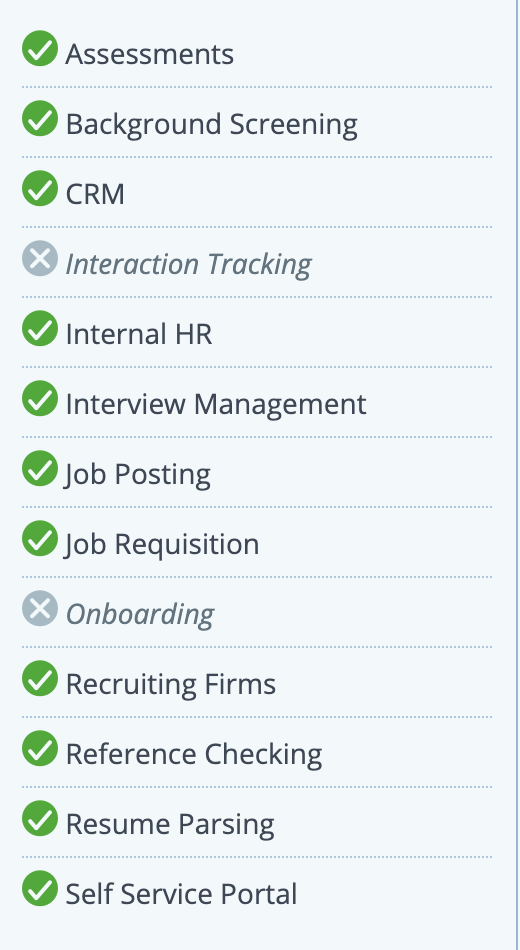 Assessments
Background Screening
CRM
Interaction Tracking
Internal HR
Interview Management
Job Posting
Job Requisition
Onboarding
Recruiting Firms
Reference Checking
Resume Parsing
Self Service Portal